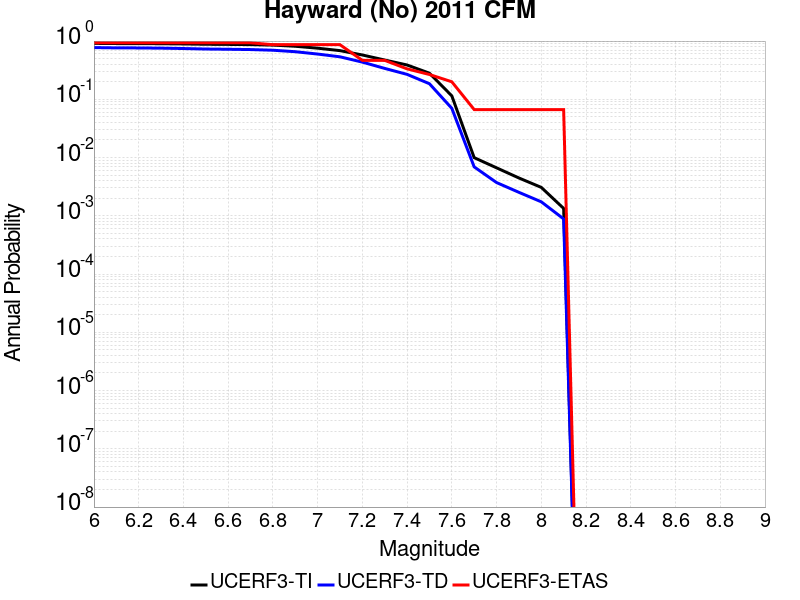 Hayward (No) 2011 CFM
10^0
10^-1
10^-2
10^-3
10^-4
10^-5
10^-6
10^-7
10^-8
Annual Probability
6 6.2 6.4 6.6 6.8 7 7.2 7.4 7.6 7.8 8 8.2 8.4 8.6 8.8 9
Magnitude
UCERF3-TI UCERF3-TD UCERF3-ETAS